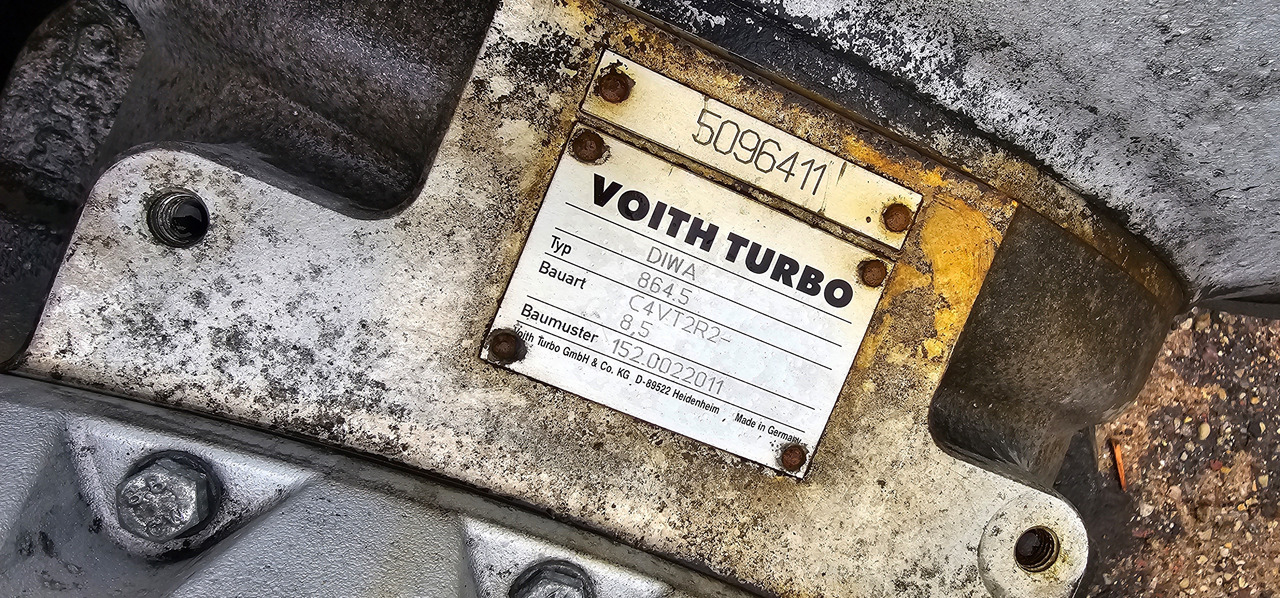 5096411
VOITH TURBO
Typ DIWA
864.5
Bauart C4VT2R2-
8,5
Baumuster 152.0022011
Voith Turbo GmbH & Co. KG D-89522 Heidenheim Made in Germany